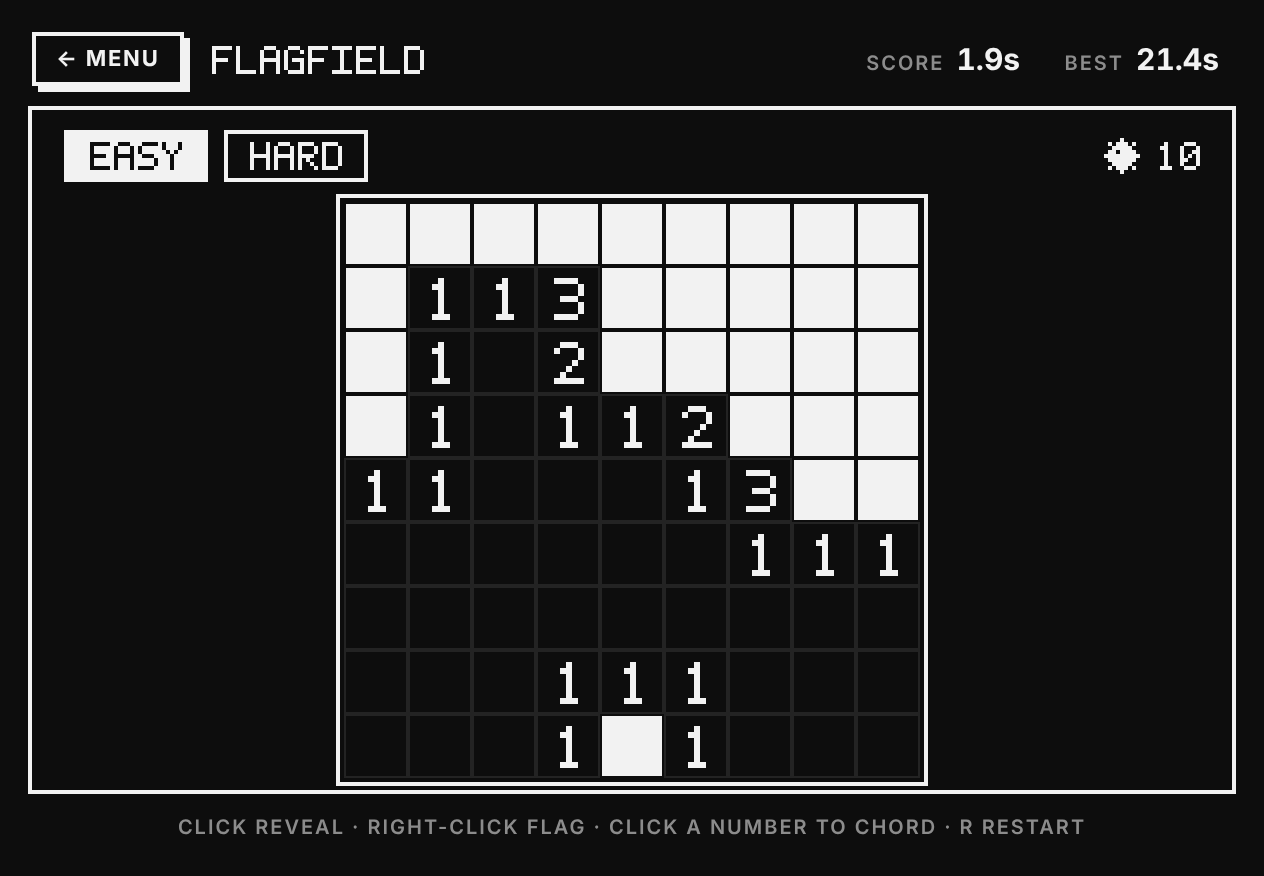 ← MENU FLAGFIELD SCORE 1.9s BEST 21.4s
EASY HARD 10
1 1 3
1 2
1 1 1 2
1 1 1 3
1 1 1
1 1 1
1 1
CLICK REVEAL · RIGHT-CLICK FLAG · CLICK A NUMBER TO CHORD · R RESTART